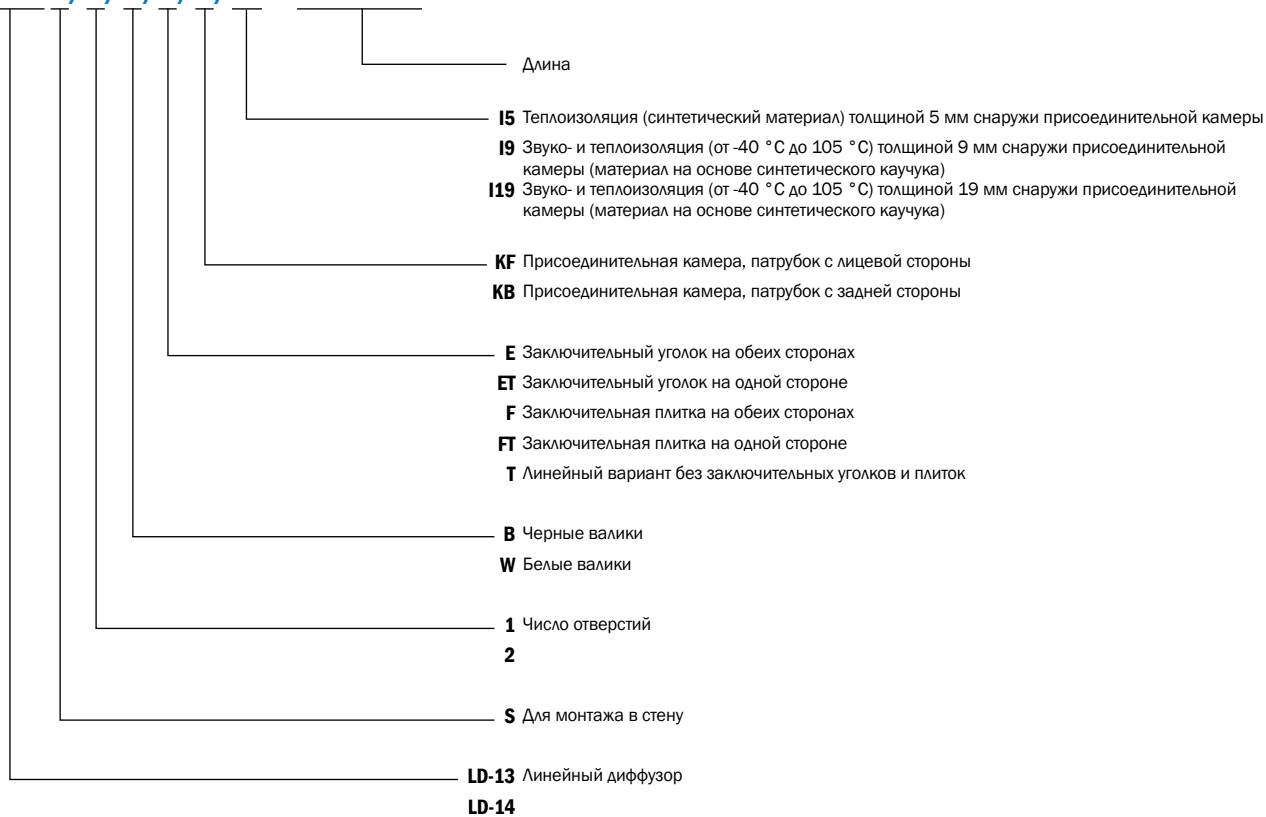 Длина
I5 Теплоизоляция (синтетический материал) толщиной 5 мм снаружи присоединительной камеры
I9 Звуко- и теплоизоляция (от -40 °C до 105 °C) толщиной 9 мм снаружи присоединительной
камеры (материал на основе синтетического каучука)
I19 Звуко- и теплоизоляция (от -40 °C до 105 °C) толщиной 19 мм снаружи присоединительной
камеры (материал на основе синтетического каучука)
KF Присоединительная камера, патрубок с лицевой стороны
KB Присоединительная камера, патрубок с задней стороны
E Заключительный уголок на обеих сторонах
ET Заключительный уголок на одной стороне
F Заключительная плитка на обеих сторонах
FT Заключительная плитка на одной стороне
T Линейный вариант без заключительных уголков и плиток
B Черные валики
W Белые валики
1 Число отверстий
2
S Для монтажа в стену
LD-13 Линейный диффузор
LD-14